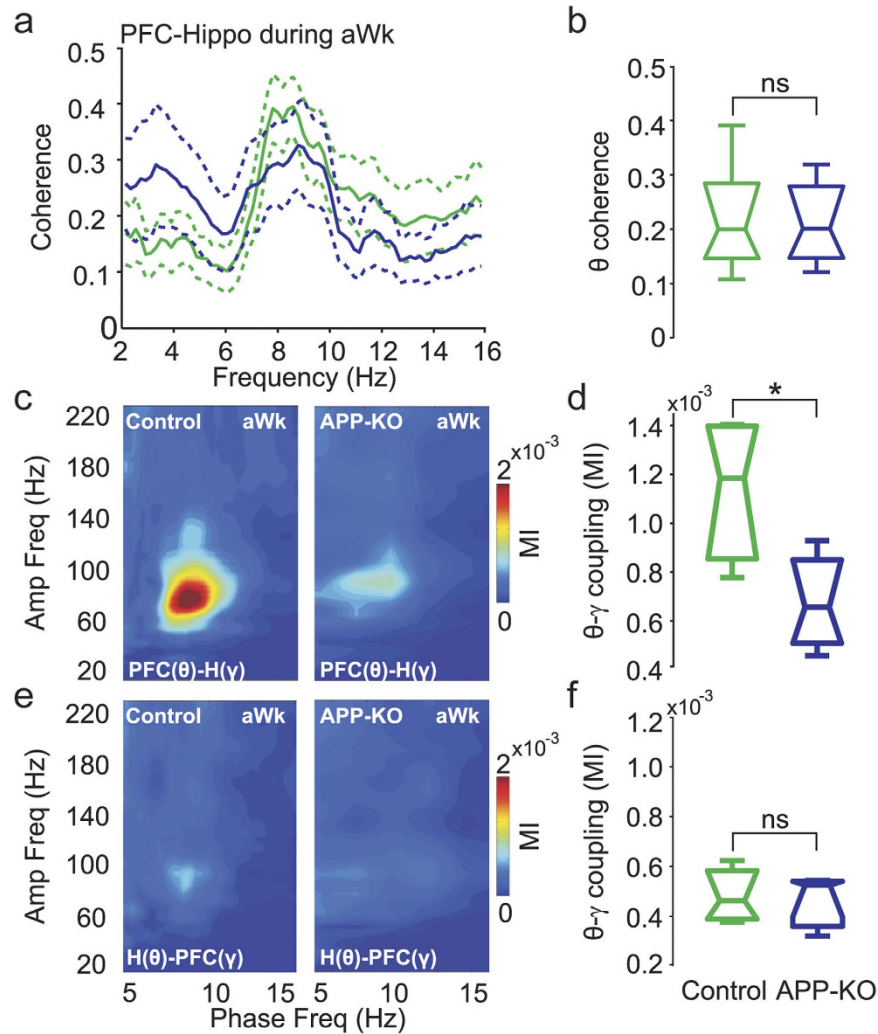 a
PFC-Hippo during aWk
0.5
0.4
0.3
0.2
0.1
0
Coherence
2 4 6 8 10 12 14 16
Frequency (Hz)
b
0.5
0.4
0.3
0.2
0.1
0
θ coherence
ns
c
220
180
140
100
60
20
Amp Freq (Hz)
Control aWk
PFC(θ)-H(γ)
APP-KO aWk
PFC(θ)-H(γ)
2 x10⁻³
MI
0
d
x10⁻³
1.4
1.2
1.0
0.8
0.6
0.4
θ-γ coupling (MI)
*
e
220
180
140
100
60
20
Amp Freq (Hz)
Control aWk
H(θ)-PFC(γ)
APP-KO aWk
H(θ)-PFC(γ)
5 10 15 5 10 15
Phase Freq (Hz)
2 x10⁻³
MI
0
f
x10⁻³
1.2
1.0
0.8
0.6
0.4
0.2
θ-γ coupling (MI)
ns
Control APP-KO